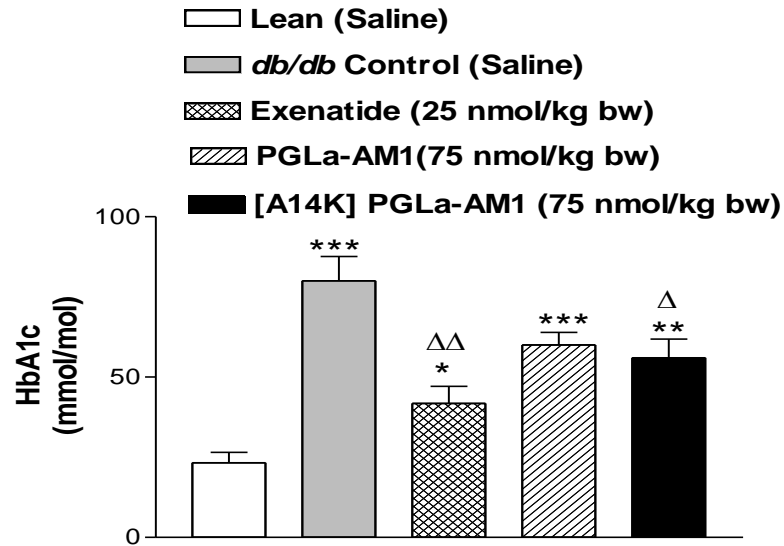 Lean (Saline)
db/db Control (Saline)
Exenatide (25 nmol/kg bw)
PGLa-AM1(75 nmol/kg bw)
[A14K] PGLa-AM1 (75 nmol/kg bw)
100
50
0
HbA1c
(mmol/mol)
***
ΔΔ
*
***
Δ
**